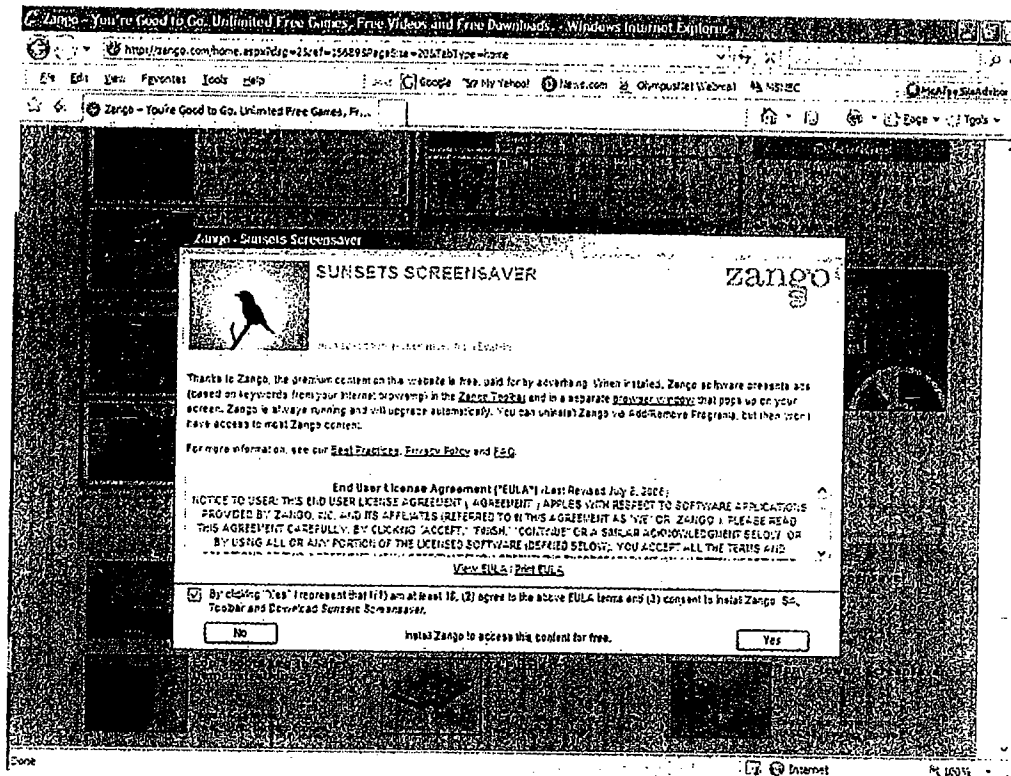 Zango - You're Good to Go. Unlimited Free Games, Free Videos and Free Downloads. - Windows Internet Explorer
File Edit View Favorites Tools Help
Google My Yahoo! News.com MSNBC
McAfee SiteAdvisor
Zango - You're Good to Go. Unlimited Free Games, Fr...
Page Tools
Zango - Sunsets Screensaver
SUNSETS SCREENSAVER
zango
Thanks to Zango, the premium content on this website is free, paid for by advertising. When installed, Zango software presents ads
(based on keywords from your Internet browsing) in the Zango Toolbar and in a separate browser window that pops up on your
screen. Zango is always running and will upgrade automatically. You can uninstall Zango via Add/Remove Programs, but then won't
have access to most Zango content.
For more information, see our Best Practices, Privacy Policy and FAQ.
End User License Agreement ("EULA") (Last Revised July
NOTICE TO USER: THIS END USER LICENSE AGREEMENT ("AGREEMENT") APPLIES WITH RESPECT TO SOFTWARE APPLICATIONS
PROVIDED BY ZANGO, INC. AND ITS AFFILIATES (REFERRED TO IN THIS AGREEMENT AS "WE" OR "ZANGO"). PLEASE READ
THIS AGREEMENT CAREFULLY. BY CLICKING "ACCEPT," "FINISH," "CONTINUE" OR A SIMILAR ACKNOWLEDGMENT BELOW, OR
BY USING ALL OR ANY PORTION OF THE LICENSED SOFTWARE (DEFINED BELOW), YOU ACCEPT ALL THE TERMS AND
View EULA | Print EULA
By clicking "Yes" I represent that I (1) am at least 18, (2) agree to the above EULA terms and (3) consent to install Zango, SA,
Toolbar and Download Sunsets Screensaver.
No Install Zango to access this content for free. Yes
Done Internet 100%